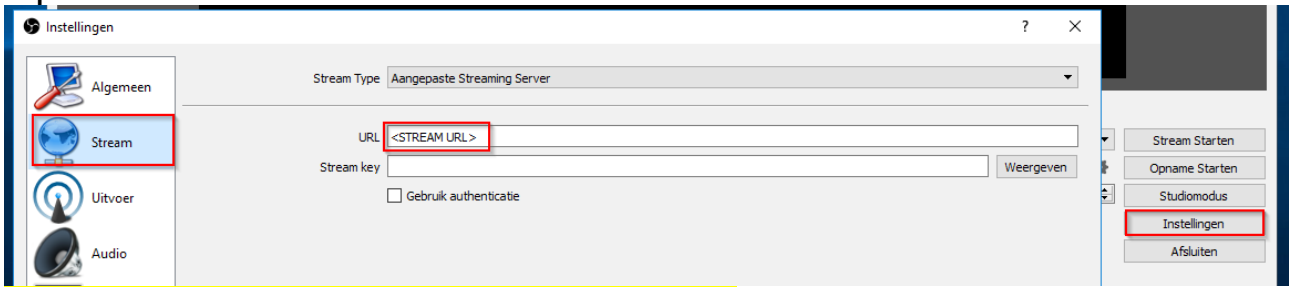 Instellingen
?
Algemeen
Stream
Uitvoer
Audio
Stream Type Aangepaste Streaming Server
URL <STREAM URL>
Stream key
Weergeven
Gebruik authenticatie
Stream Starten
Opname Starten
Studiomodus
Instellingen
Afsluiten